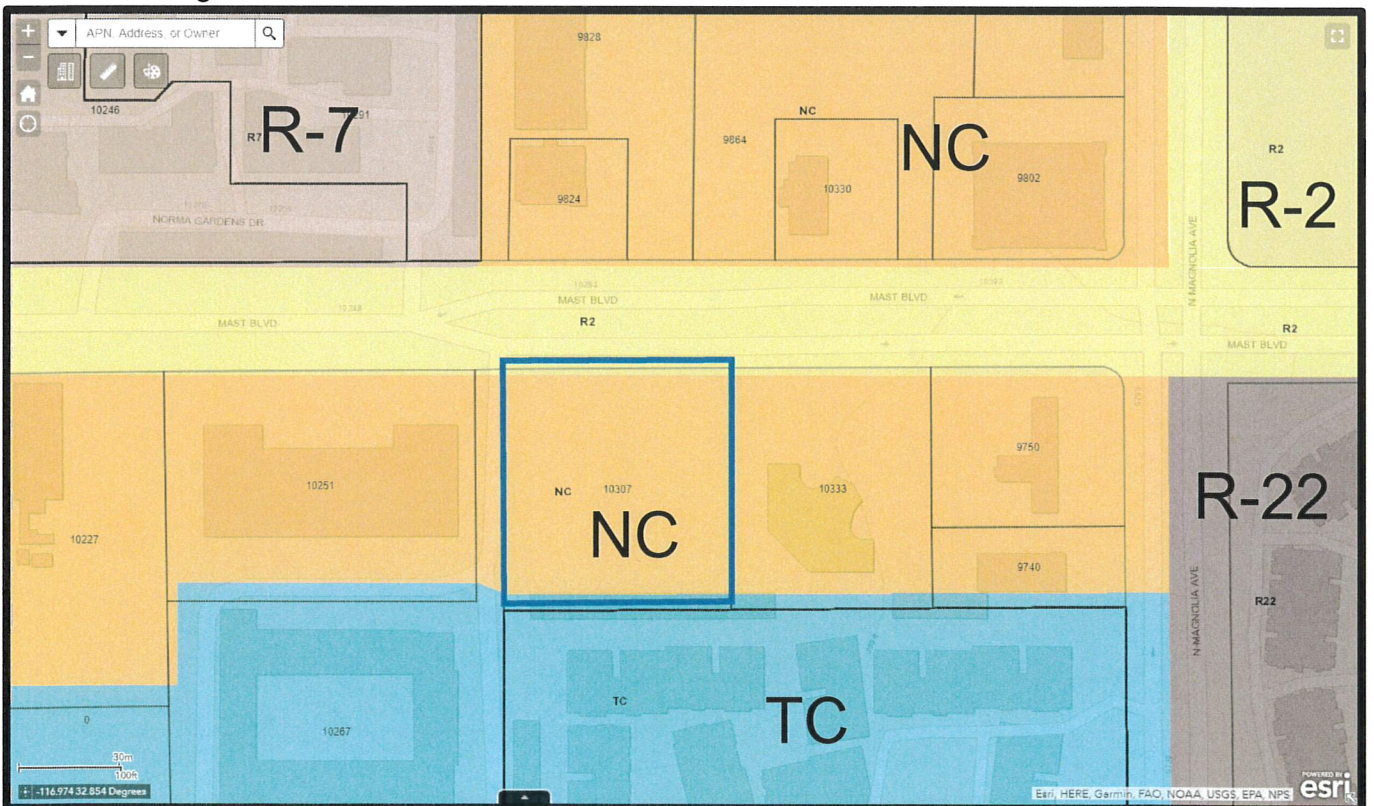 APN, Address, or Owner
9828
10246
R7
R-7
NC
NC
9864
R2
R-2
9824
10330
9802
NORMA GARDENS DR
N MAGNOLIA AVE
MAST BLVD
MAST BLVD
MAST BLVD
R2
R2
MAST BLVD
9750
10251
NC
10307
10333
NC
R-22
10227
9740
R22
N MAGNOLIA AVE
TC
TC
0
10267
30m
100ft
-116.974 32.854 Degrees
Esri, HERE, Garmin, FAO, NOAA, USGS, EPA, NPS
POWERED BY
esri